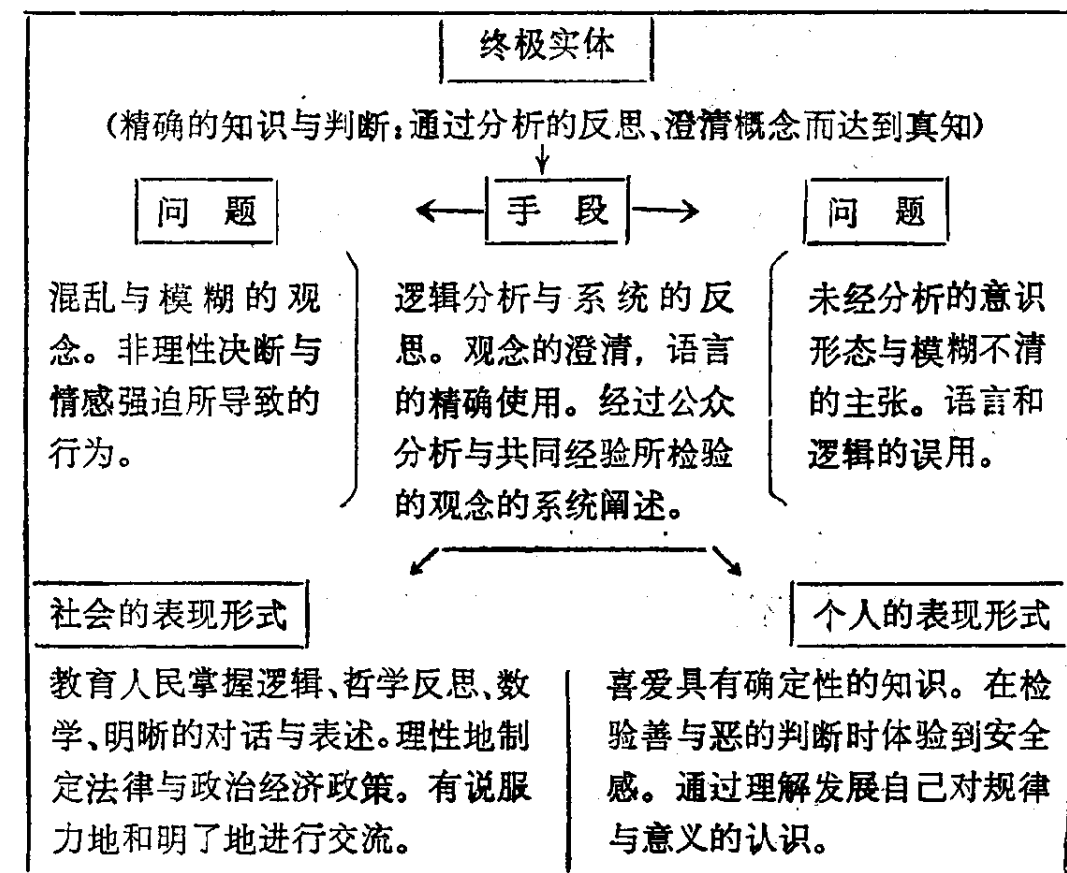 终极实体
(精确的知识与判断:通过分析的反思、澄清概念而达到真知)
问 题
手 段
问 题
混乱与模糊的观
念。非理性决断与
情感强迫所导致的
行为。
逻辑分析与系统的反
思。观念的澄清，语言
的精确使用。经过公众
分析与共同经验所检验
的观念的系统阐述。
未经分析的意识
形态与模糊不清
的主张。语言和
逻辑的误用。
社会的表现形式
个人的表现形式
教育人民掌握逻辑、哲学反思、数
学、明晰的对话与表述。理性地制
定法律与政治经济政策。有说服
力地和明了地进行交流。
喜爱具有确定性的知识。在检
验善与恶的判断时体验到安全
感。通过理解发展自己对规律
与意义的认识。